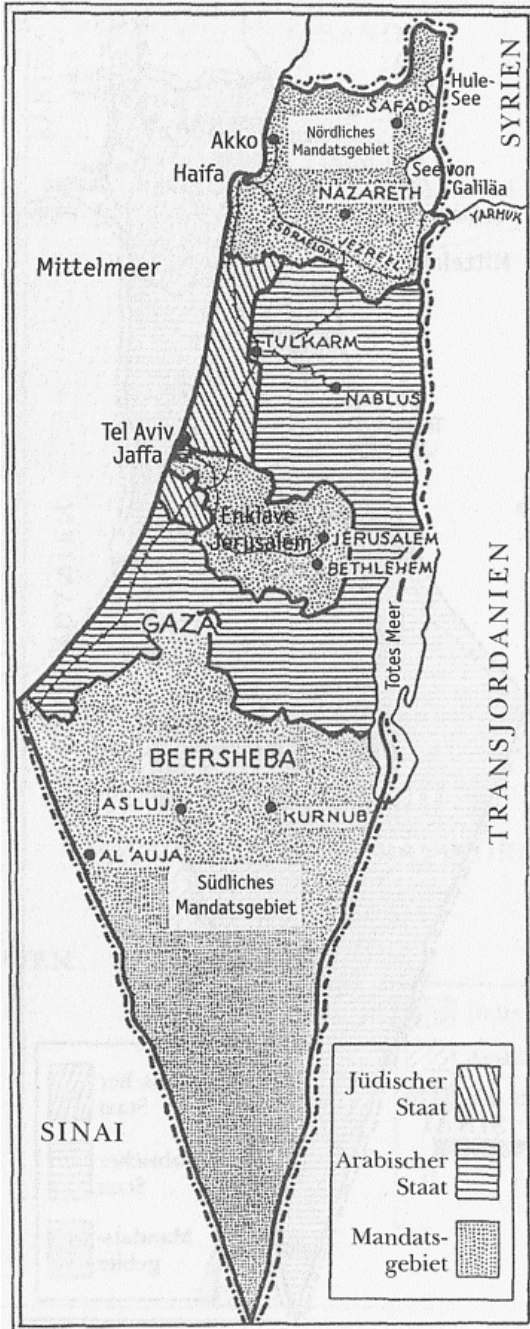 SYRIEN
Hule-
See
SAFAD
Akko
Nördliches
Mandatsgebiet
See von
Galiläa
Haifa
NAZARETH
YARMUK
ESDRAELON
JEZREEL
Mittelmeer
TULKARM
NABLUS
Tel Aviv
Jaffa
Enklave
Jerusalem
JERUSALEM
BETHLEHEM
GAZA
Totes Meer
TRANSJORDANIEN
BEERSHEBA
ASLUJ
KURNUB
AL 'AUJA
Südliches
Mandatsgebiet
SINAI
Jüdischer
Staat
Arabischer
Staat
Mandats-
gebiet